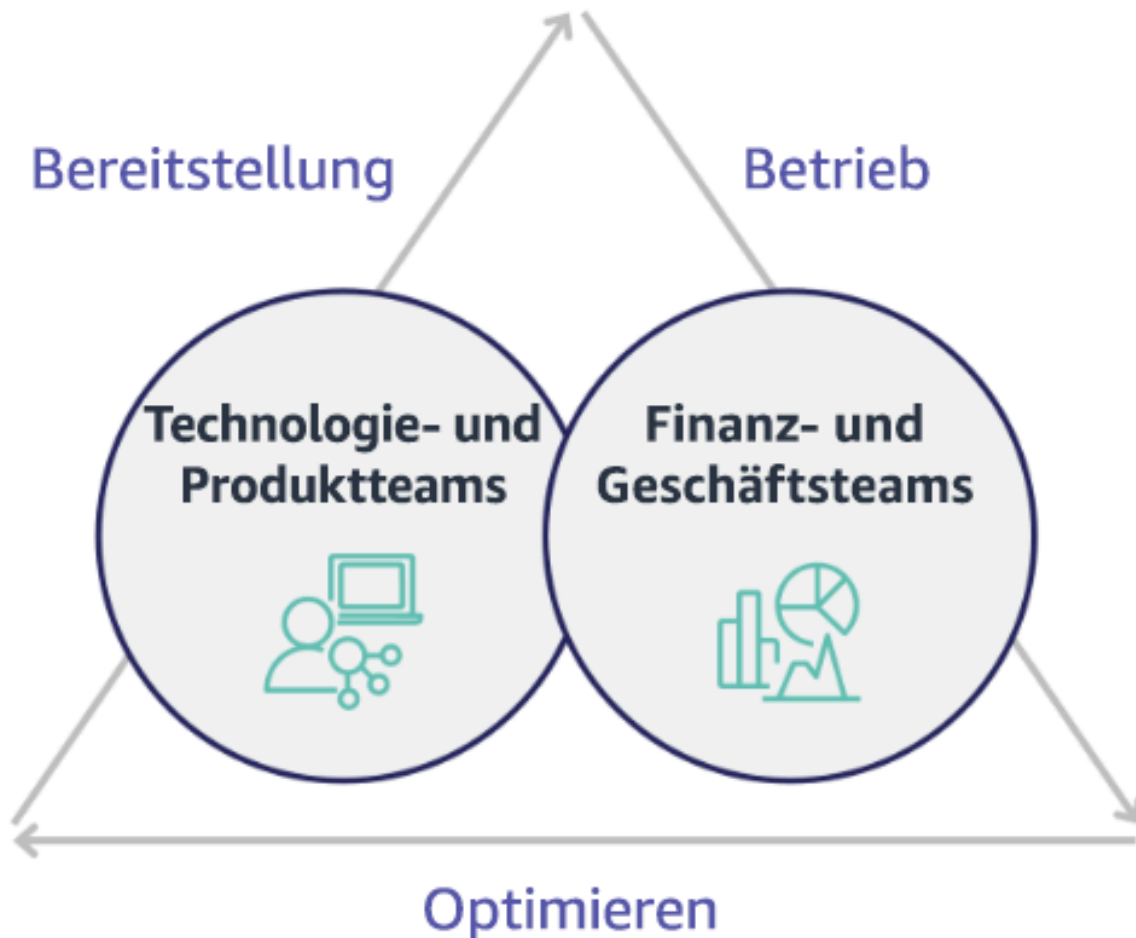 Bereitstellung
Betrieb
Technologie- und
Produktteams
Finanz- und
Geschäftsteams
Optimieren